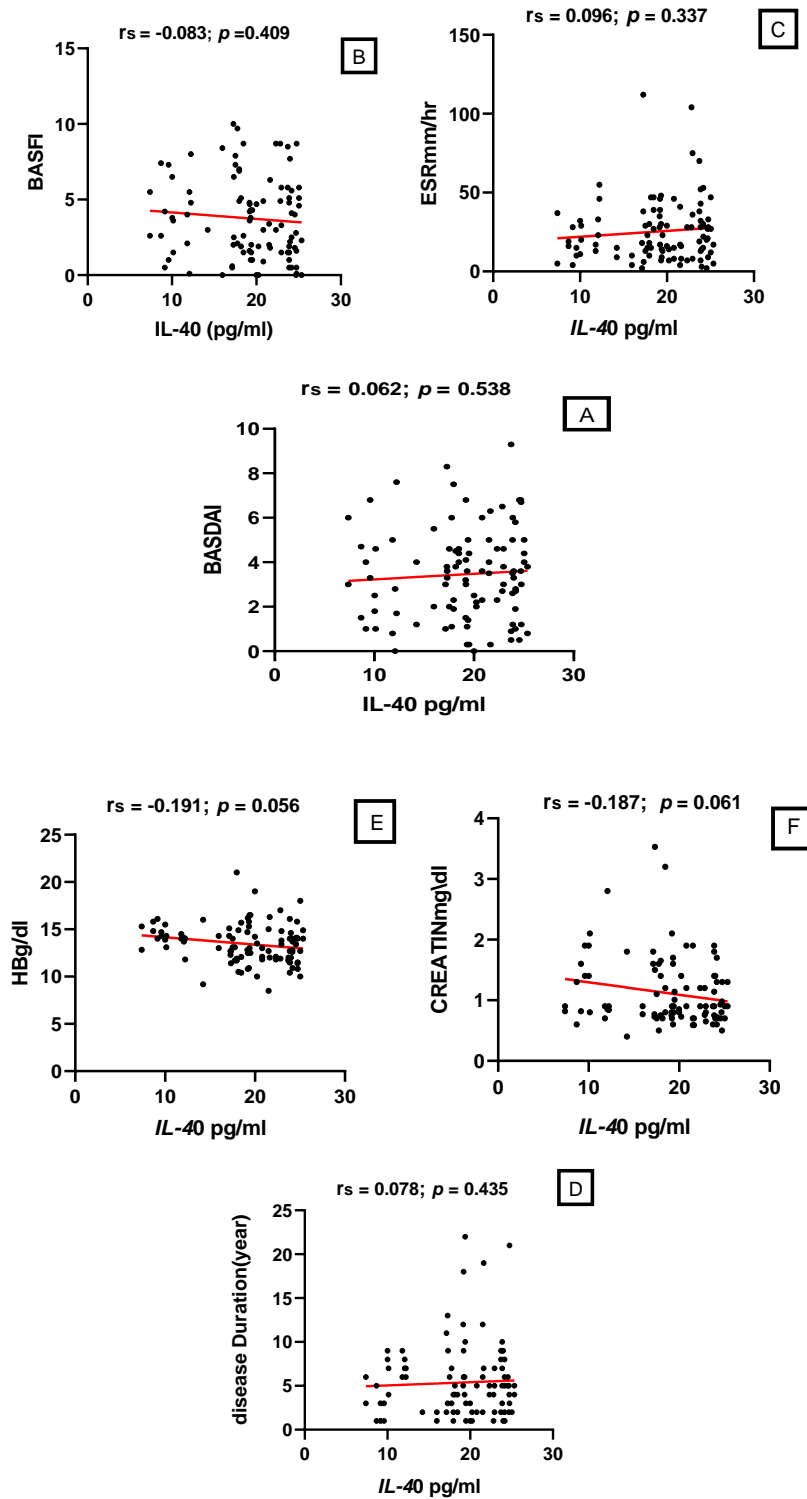 rs = -0.083; p =0.409
B
BASFI
15
10
5
0
0
10
20
30
IL-40 (pg/ml)
rs = 0.096; p = 0.337
C
ESRmm/hr
150
100
50
0
0
10
20
30
IL-40 pg/ml
rs = 0.062; p = 0.538
A
BASDAI
10
8
6
4
2
0
0
10
20
30
IL-40 pg/ml
rs = -0.191; p = 0.056
E
HBg/dl
25
20
15
10
5
0
0
10
20
30
IL-40 pg/ml
rs = -0.187; p = 0.061
F
CREATINmg\dl
4
3
2
1
0
0
10
20
30
IL-40 pg/ml
rs = 0.078; p = 0.435
D
disease Duration(year)
25
20
15
10
5
0
0
10
20
30
IL-40 pg/ml